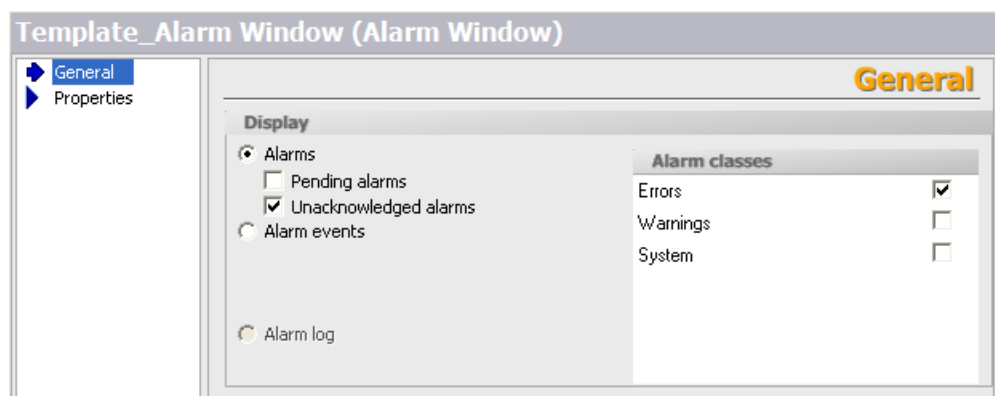 Template_Alarm Window (Alarm Window)
General
Properties
General
Display
Alarms
Pending alarms
Unacknowledged alarms
Alarm events
Alarm log
Alarm classes
Errors
Warnings
System